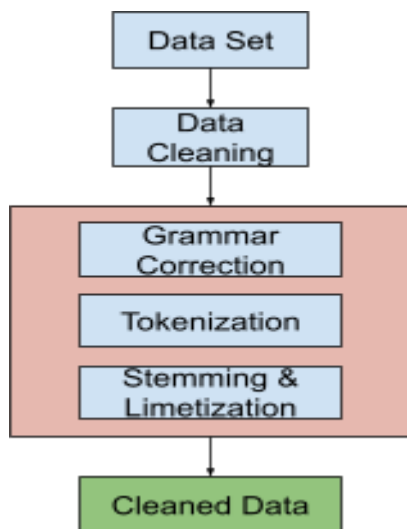 Data Set
Data
Cleaning
Grammar
Correction
Tokenization
Stemming &
Limetization
Cleaned Data